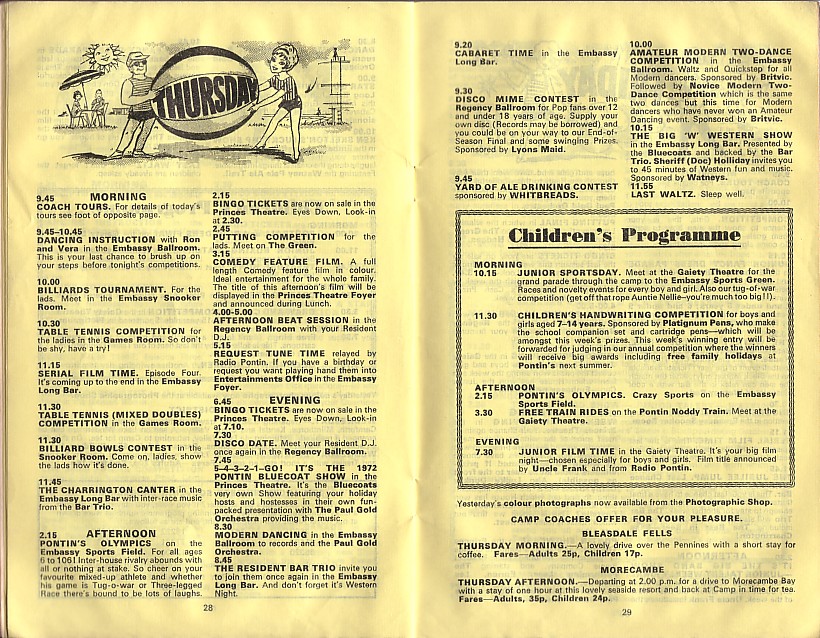 THURSDAY
MORNING
9.45
COACH TOURS. For details of today's
tours see foot of opposite page.
9.45–10.45
DANCING INSTRUCTION with Ron
and Vera in the Embassy Ballroom.
This is your last chance to brush up on
your steps before tonight's competitions.
10.00
BILLIARDS TOURNAMENT. For the
lads. Meet in the Embassy Snooker
Room.
10.30
TABLE TENNIS COMPETITION for
the ladies in the Games Room. So don't
be shy, have a try!
11.15
SERIAL FILM TIME. Episode Four.
It's coming up to the end in the Embassy
Long Bar.
11.30
TABLE TENNIS (MIXED DOUBLES)
COMPETITION in the Games Room.
11.30
BILLIARD BOWLS CONTEST in the
Snooker Room. Come on, ladies, show
the lads how it's done.
11.45
THE CHARRINGTON CANTER in the
Embassy Long Bar with inter-race music
from the Bar Trio.
AFTERNOON
2.15
PONTIN'S OLYMPICS on the
Embassy Sports Field. For all ages
6 to 106! Inter-house rivalry abounds with
all or nothing at stake. So cheer on your
favourite mixed-up athlete and whether
his game is Tug-o-war or Three-legged
Race there's bound to be lots of laughs.
2.15
BINGO TICKETS are now on sale in the
Princes Theatre. Eyes Down, Look-in
at 2.30.
2.45
PUTTING COMPETITION for the
lads. Meet on The Green.
3.15
COMEDY FEATURE FILM. A full
length Comedy feature film in colour.
Ideal entertainment for the whole family.
The title of this afternoon's film will be
displayed in the Princes Theatre Foyer
and announced during Lunch.
4.00-5.00
AFTERNOON BEAT SESSION in the
Regency Ballroom with your Resident
D.J.
5.15
REQUEST TUNE TIME relayed by
Radio Pontin. If you have a birthday or
request you want playing hand them into
Entertainments Office in the Embassy
Foyer.
EVENING
6.45
BINGO TICKETS are now on sale in the
Princes Theatre. Eyes Down, Look-in
at 7.10.
7.30
DISCO DATE. Meet your Resident D.J.
once again in the Regency Ballroom.
7.45
5-4-3-2-1-GO! IT'S THE 1972
PONTIN BLUECOAT SHOW in the
Princes Theatre. It's the Bluecoats
very own Show featuring your holiday
hosts and hostesses in their own fun-
packed presentation with The Paul Gold
Orchestra providing the music.
8.30
MODERN DANCING in the Embassy
Ballroom to records and the Paul Gold
Orchestra.
8.45
THE RESIDENT BAR TRIO invite you
to join them once again in the Embassy
Long Bar. And don't forget it's Western
Night.
28
9.20
CABARET TIME in the Embassy
Long Bar.
9.30
DISCO MIME CONTEST in the
Regency Ballroom for Pop fans over 12
and under 18 years of age. Supply your
own disc (Records may be borrowed) and
you could be on your way to our End-of-
Season Final and some swinging Prizes.
Sponsored by Lyons Maid.
9.45
YARD OF ALE DRINKING CONTEST
sponsored by WHITBREADS.
10.00
AMATEUR MODERN TWO-DANCE
COMPETITION in the Embassy
Ballroom. Waltz and Quickstep for all
Modern dancers. Sponsored by Britvic.
Followed by Novice Modern Two-
Dance Competition which is the same
two dances but this time for Modern
dancers who have never won an Amateur
Dancing event. Sponsored by Britvic.
10.15
THE BIG 'W' WESTERN SHOW
in the Embassy Long Bar. Presented by
the Bluecoats and backed by the Bar
Trio. Sheriff (Doc) Holliday invites you
to 45 minutes of Western fun and music.
Sponsored by Watneys.
11.55
LAST WALTZ. Sleep well.
Children's Programme
MORNING
10.15 JUNIOR SPORTSDAY. Meet at the Gaiety Theatre for the
grand parade through the camp to the Embassy Sports Green.
Races and novelty events for every boy and girl. Also our tug-of-war
competition (get off that rope Auntie Nellie—you're much too big!!).
11.30 CHILDREN'S HANDWRITING COMPETITION for boys and
girls aged 7–14 years. Sponsored by Platignum Pens, who make
the school companion set and cartridge pens—which will be
amongst this week's prizes. This week's winning entry will be
forwarded for judging in our annual competition where the winners
will receive big awards including free family holidays at
Pontin's next summer.
AFTERNOON
2.15 PONTIN'S OLYMPICS. Crazy Sports on the Embassy
Sports Field.
3.30 FREE TRAIN RIDES on the Pontin Noddy Train. Meet at the
Gaiety Theatre.
EVENING
7.30 JUNIOR FILM TIME in the Gaiety Theatre. It's your big film
night—chosen especially for boys and girls. Film title announced
by Uncle Frank and from Radio Pontin.
Yesterday's colour photographs now available from the Photographic Shop.
CAMP COACHES OFFER FOR YOUR PLEASURE.
BLEASDALE FELLS
THURSDAY MORNING.—A lovely drive over the Pennines with a short stay for
coffee. Fares—Adults 25p, Children 17p.
MORECAMBE
THURSDAY AFTERNOON.—Departing at 2.00 p.m. for a drive to Morecambe Bay
with a stay of one hour at this lovely seaside resort and back at Camp in time for tea.
Fares—Adults, 35p, Children 24p.
29